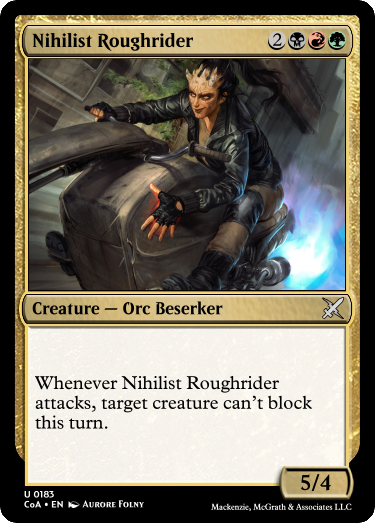 Nihilist Roughrider 2
Creature — Orc Beserker
Whenever Nihilist Roughrider
attacks, target creature can't block
this turn.
5/4
U 0183
CoA • EN Aurore Folny
Mackenzie, McGrath & Associates LLC